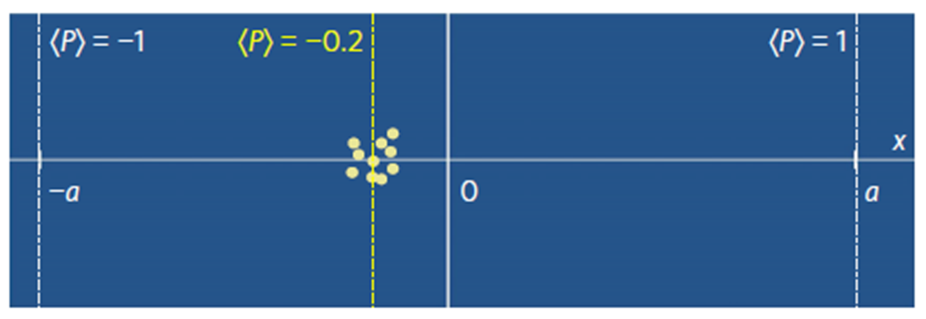 ⟨P⟩ = −1
⟨P⟩ = −0.2
⟨P⟩ = 1
x
−a
0
a